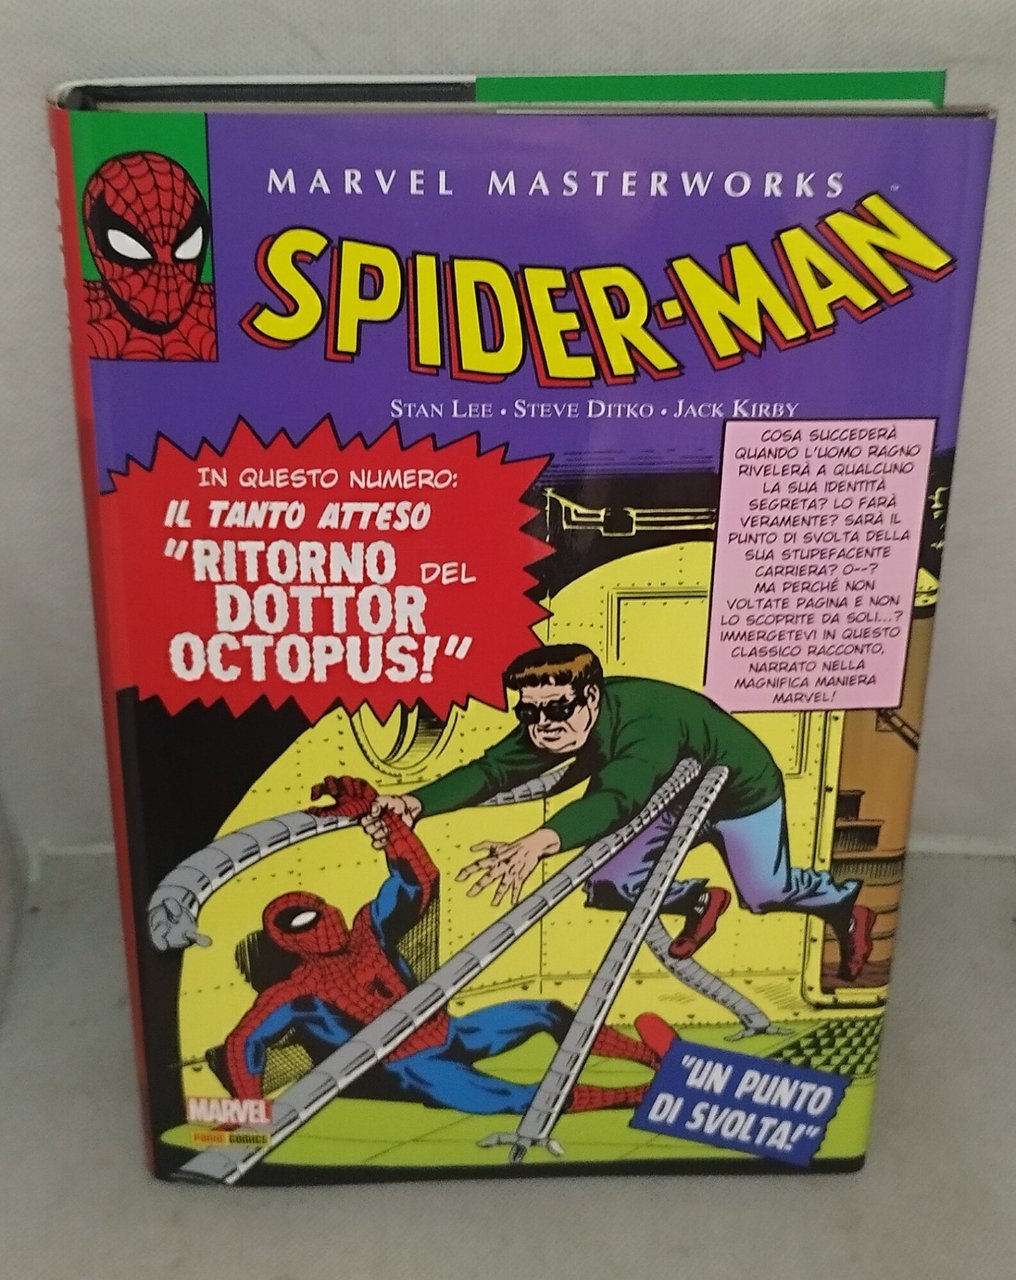 MARVEL MASTERWORKS
SPIDER-MAN
STAN LEE • STEVE DITKO • JACK KIRBY
IN QUESTO NUMERO:
IL TANTO ATTESO
"RITORNO DEL
DOTTOR
OCTOPUS!"
COSA SUCCEDERÀ
QUANDO L'UOMO RAGNO
RIVELERÀ A QUALCUNO
LA SUA IDENTITÀ
SEGRETA? LO FARÀ
VERAMENTE? SARÀ IL
PUNTO DI SVOLTA DELLA
SUA STUPEFACENTE
CARRIERA? O--?
MA PERCHÉ NON
VOLTATE PAGINA E NON
LO SCOPRITE DA SOLI...?
IMMERGETEVI IN QUESTO
CLASSICO RACCONTO,
NARRATO NELLA
MAGNIFICA MANIERA
MARVEL!
"UN PUNTO
DI SVOLTA!"
MARVEL
PANINI COMICS